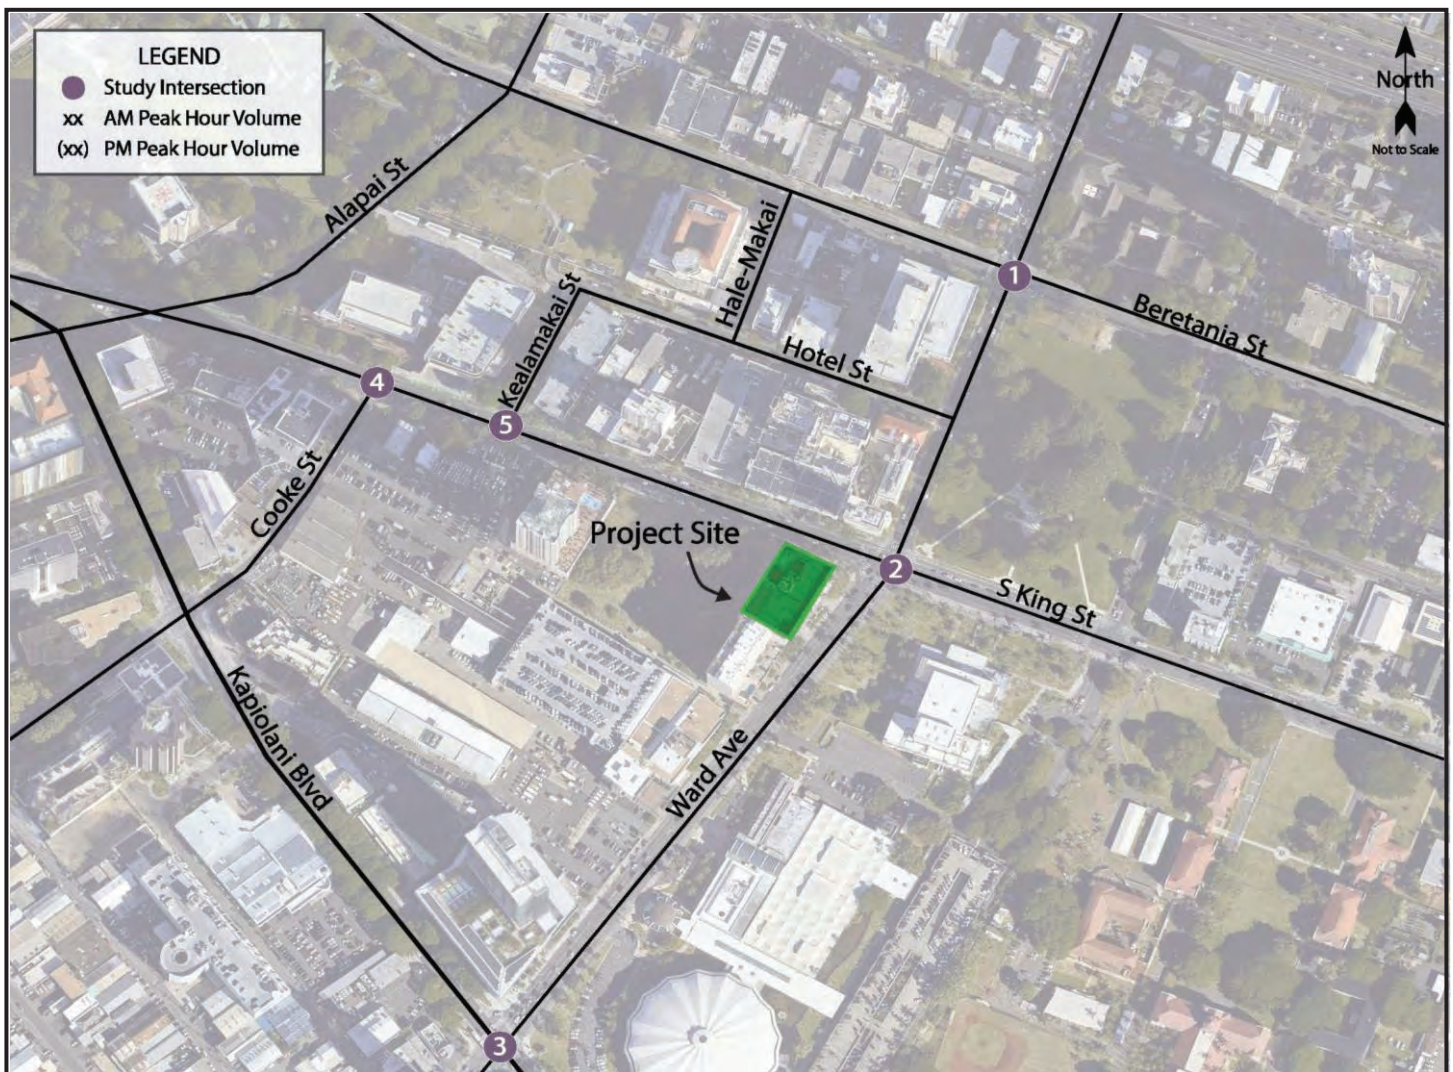 LEGEND
Study Intersection
xx AM Peak Hour Volume
(xx) PM Peak Hour Volume
North
Not to Scale
Alapai St
Hale-Makai
1
Kealamakai St
Beretania St
Hotel St
4
5
Cooke St
Project Site
2
S King St
Kapiolani Blvd
Ward Ave
3